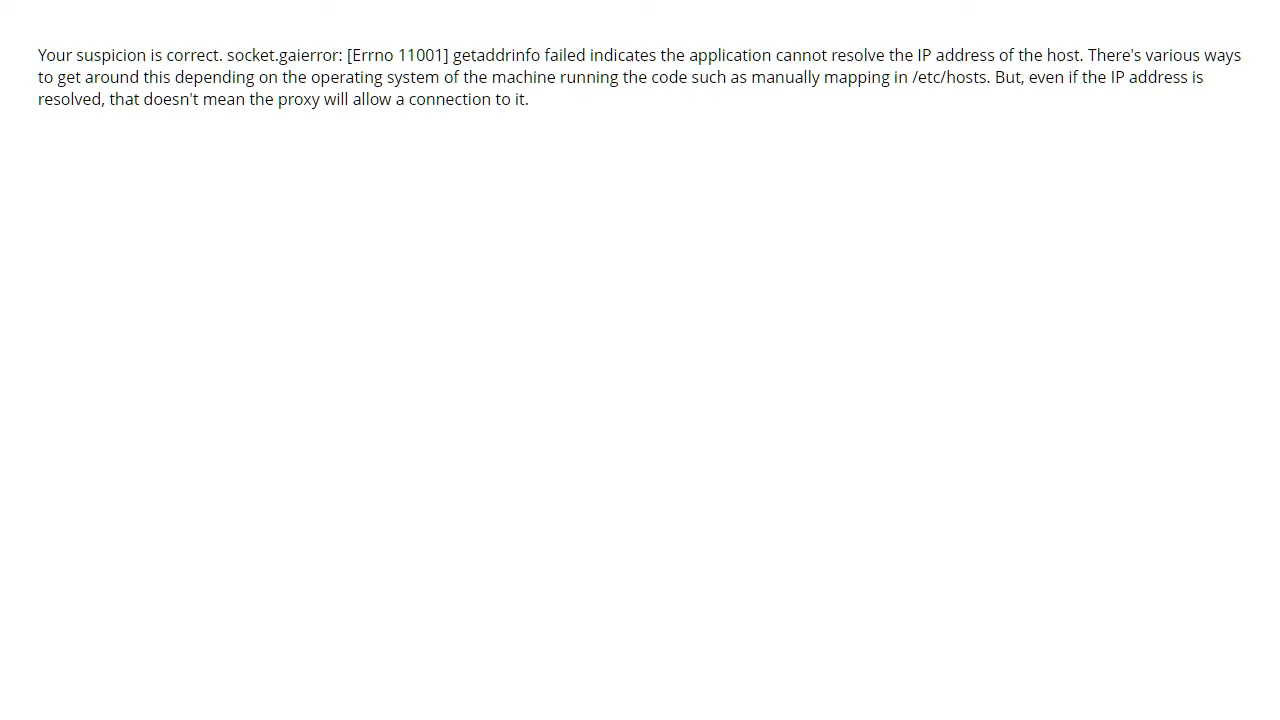 Your suspicion is correct. socket.gaierror: [Errno 11001] getaddrinfo failed indicates the application cannot resolve the IP address of the host. There's various ways
to get around this depending on the operating system of the machine running the code such as manually mapping in /etc/hosts. But, even if the IP address is
resolved, that doesn't mean the proxy will allow a connection to it.